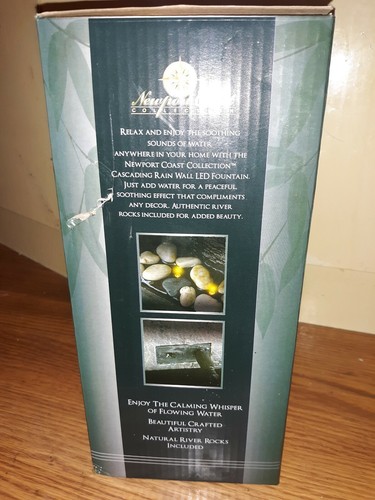 Newport
COLLECTION
RELAX AND ENJOY THE SOOTHING
SOUNDS OF WATER
ANYWHERE IN YOUR HOME WITH THE
NEWPORT COAST COLLECTION™
CASCADING RAIN WALL LED FOUNTAIN.
JUST ADD WATER FOR A PEACEFUL
SOOTHING EFFECT THAT COMPLIMENTS
ANY DECOR. AUTHENTIC RIVER
ROCKS INCLUDED FOR ADDED BEAUTY.
ENJOY THE CALMING WHISPER
OF FLOWING WATER
BEAUTIFUL CRAFTED
ARTISTRY
NATURAL RIVER ROCKS
INCLUDED